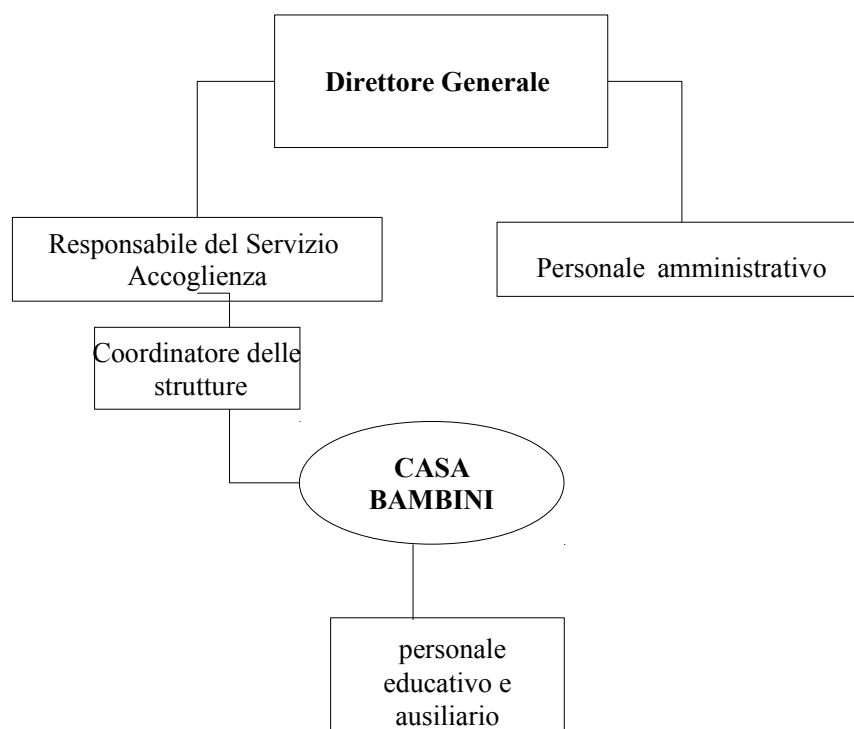 Direttore Generale
Responsabile del Servizio
Accoglienza
Personale amministrativo
Coordinatore delle
strutture
CASA
BAMBINI
personale
educativo e
ausiliario